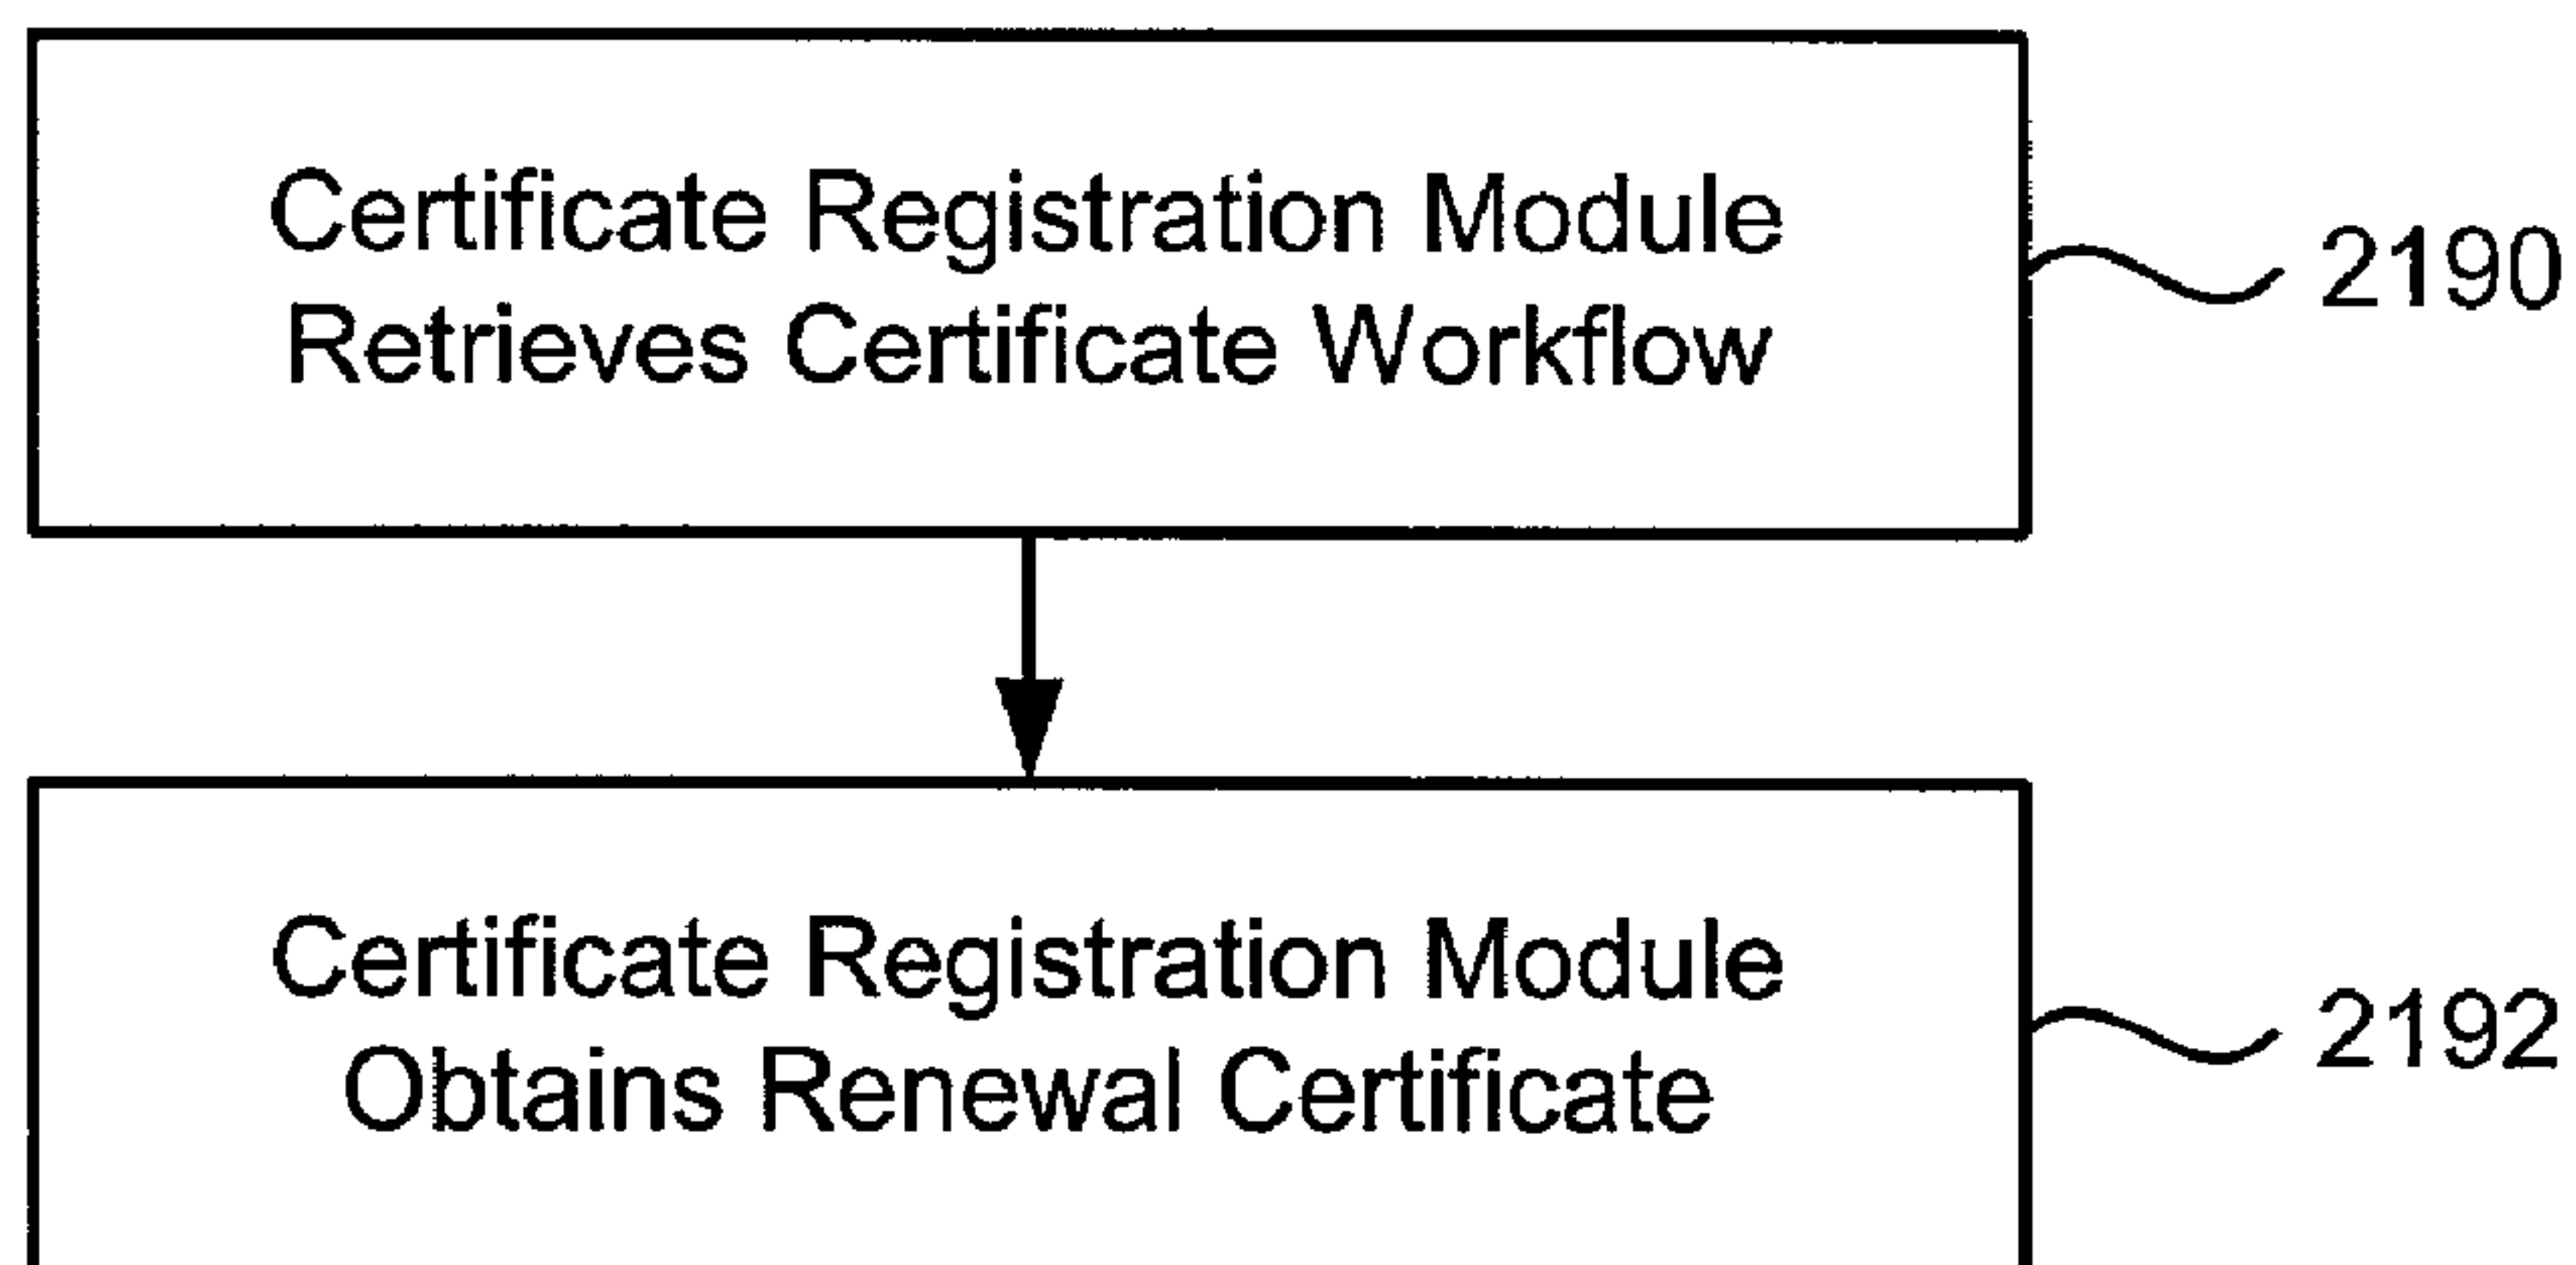 Certificate Registration Module
Retrieves Certificate Workflow
2190
Certificate Registration Module
Obtains Renewal Certificate
2192